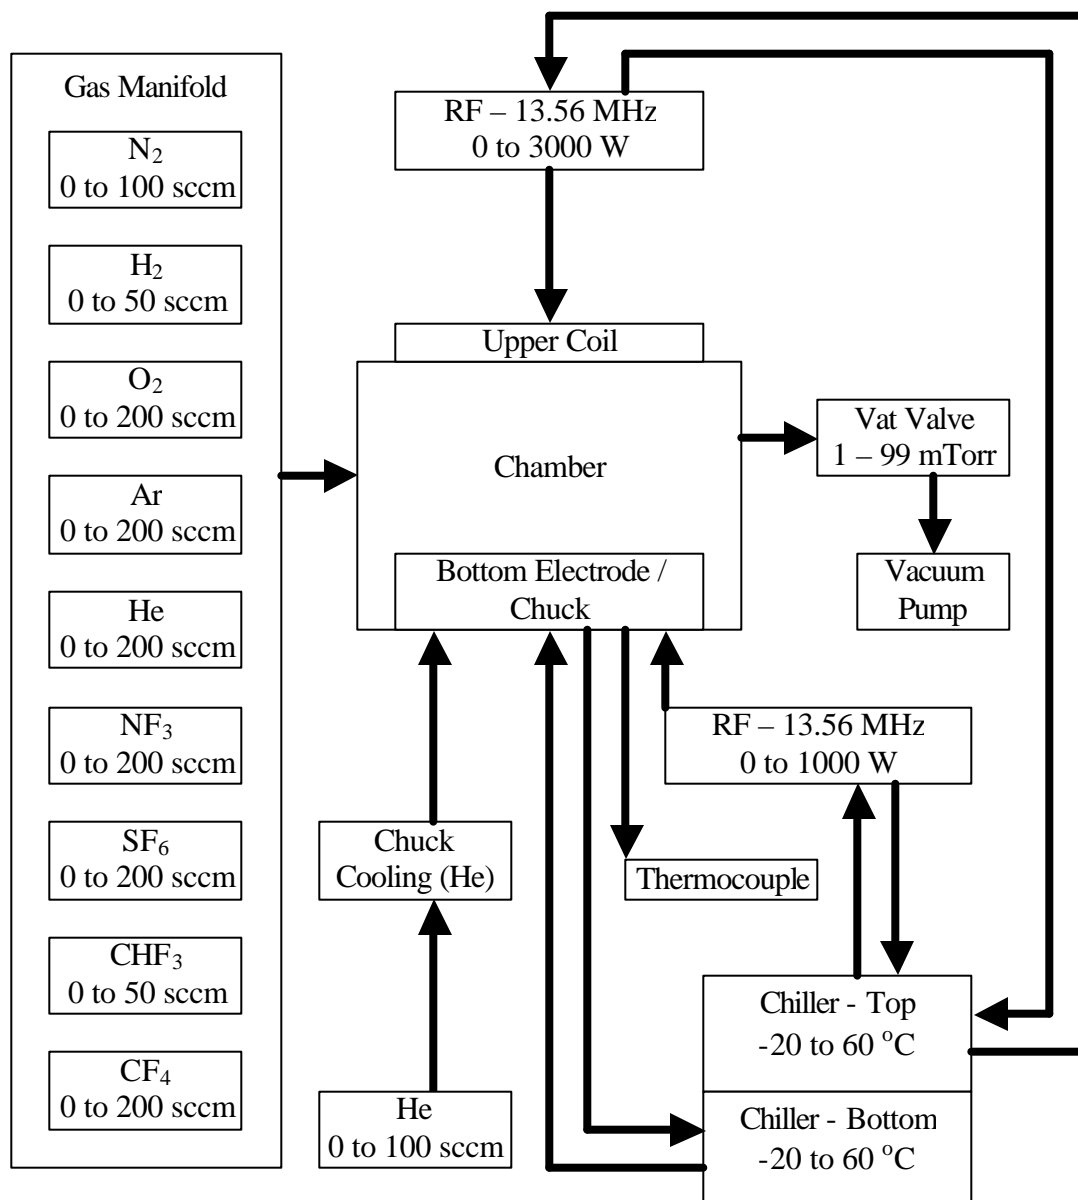 Gas Manifold
N₂
0 to 100 sccm
H₂
0 to 50 sccm
O₂
0 to 200 sccm
Ar
0 to 200 sccm
He
0 to 200 sccm
NF₃
0 to 200 sccm
SF₆
0 to 200 sccm
CHF₃
0 to 50 sccm
CF₄
0 to 200 sccm
RF – 13.56 MHz
0 to 3000 W
Upper Coil
Chamber
Bottom Electrode /
Chuck
Vat Valve
1 – 99 mTorr
Vacuum
Pump
RF – 13.56 MHz
0 to 1000 W
Chuck
Cooling (He)
Thermocouple
He
0 to 100 sccm
Chiller - Top
-20 to 60 °C
Chiller - Bottom
-20 to 60 °C